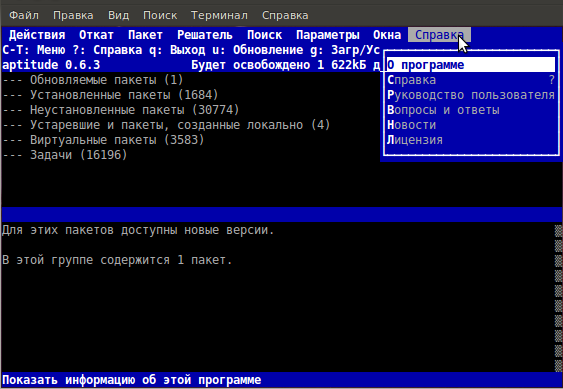 Файл Правка Вид Поиск Терминал Справка
Действия Откат Пакет Решатель Поиск Параметры Окна Справка
C-T: Меню ?: Справка q: Выход u: Обновление g: Загр/Ус
aptitude 0.6.3 Будет освобождено 1 622kБ д
О программе
--- Обновляемые пакеты (1)
Справка ?
--- Установленные пакеты (1684)
Руководство пользователя
--- Неустановленные пакеты (30774)
Вопросы и ответы
--- Устаревшие и пакеты, созданные локально (4)
Новости
--- Виртуальные пакеты (3583)
Лицензия
--- Задачи (16196)
Для этих пакетов доступны новые версии.
В этой группе содержится 1 пакет.
Показать информацию об этой программе